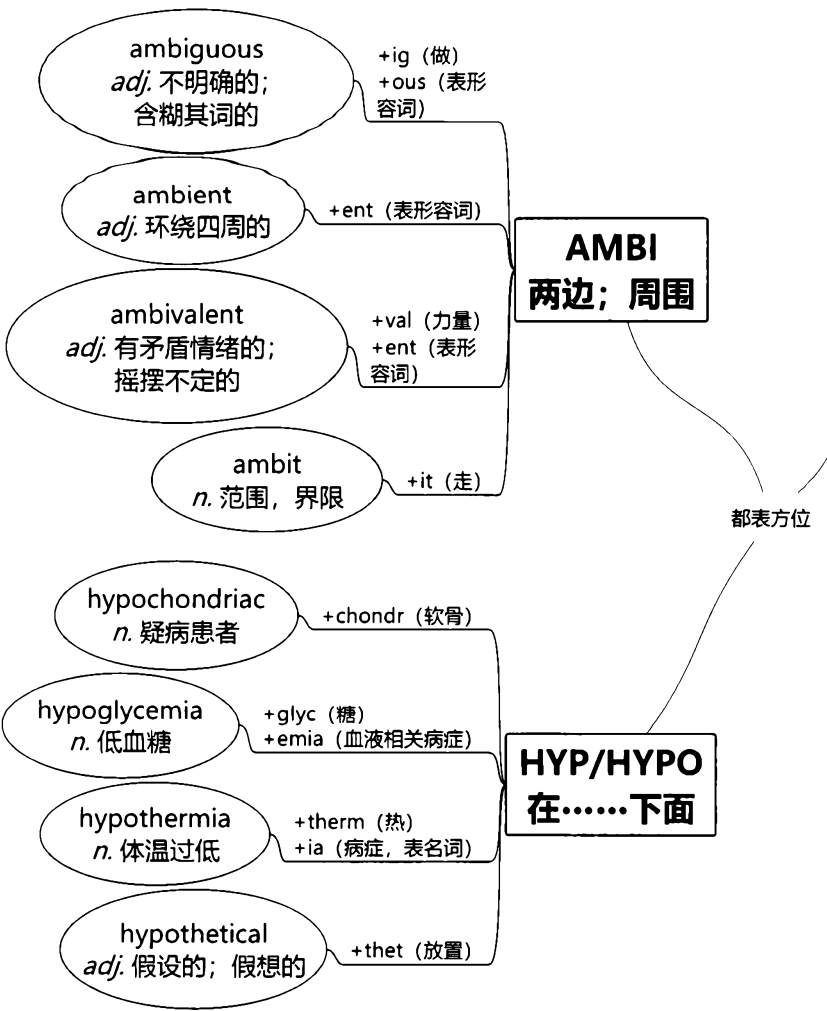 ambiguous
adj. 不明确的；
含糊其词的
+ig（做）
+ous（表形
容词）
ambient
adj. 环绕四周的
+ent（表形容词）
AMBI
两边；周围
ambivalent
adj. 有矛盾情绪的；
摇摆不定的
+val（力量）
+ent（表形
容词）
ambit
n. 范围，界限
+it（走）
都表方位
hypochondriac
n. 疑病患者
+chondr（软骨）
hypoglycemia
n. 低血糖
+glyc（糖）
+emia（血液相关病症）
HYP/HYPO
在……下面
hypothermia
n. 体温过低
+therm（热）
+ia（病症，表名词）
hypothetical
adj. 假设的；假想的
+thet（放置）